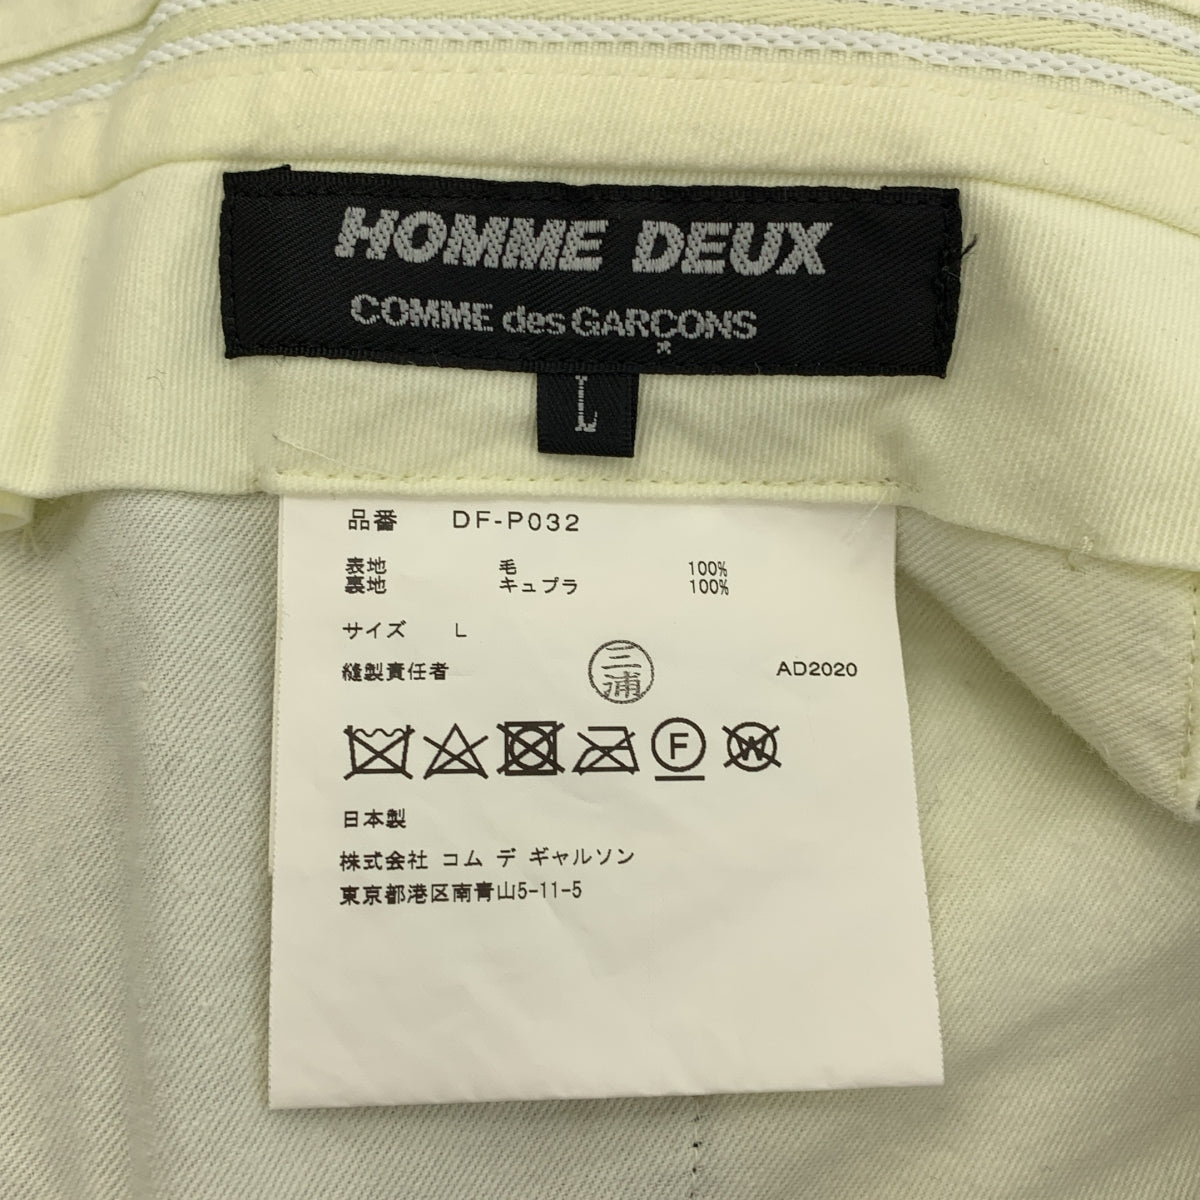 HOMME DEUX
COMME des GARÇONS
L
品番 DF-P032
表地 毛 100%
裏地 キュプラ 100%
サイズ L
縫製責任者 三浦 AD2020
F W
日本製
株式会社 コム デ ギャルソン
東京都港区南青山5-11-5